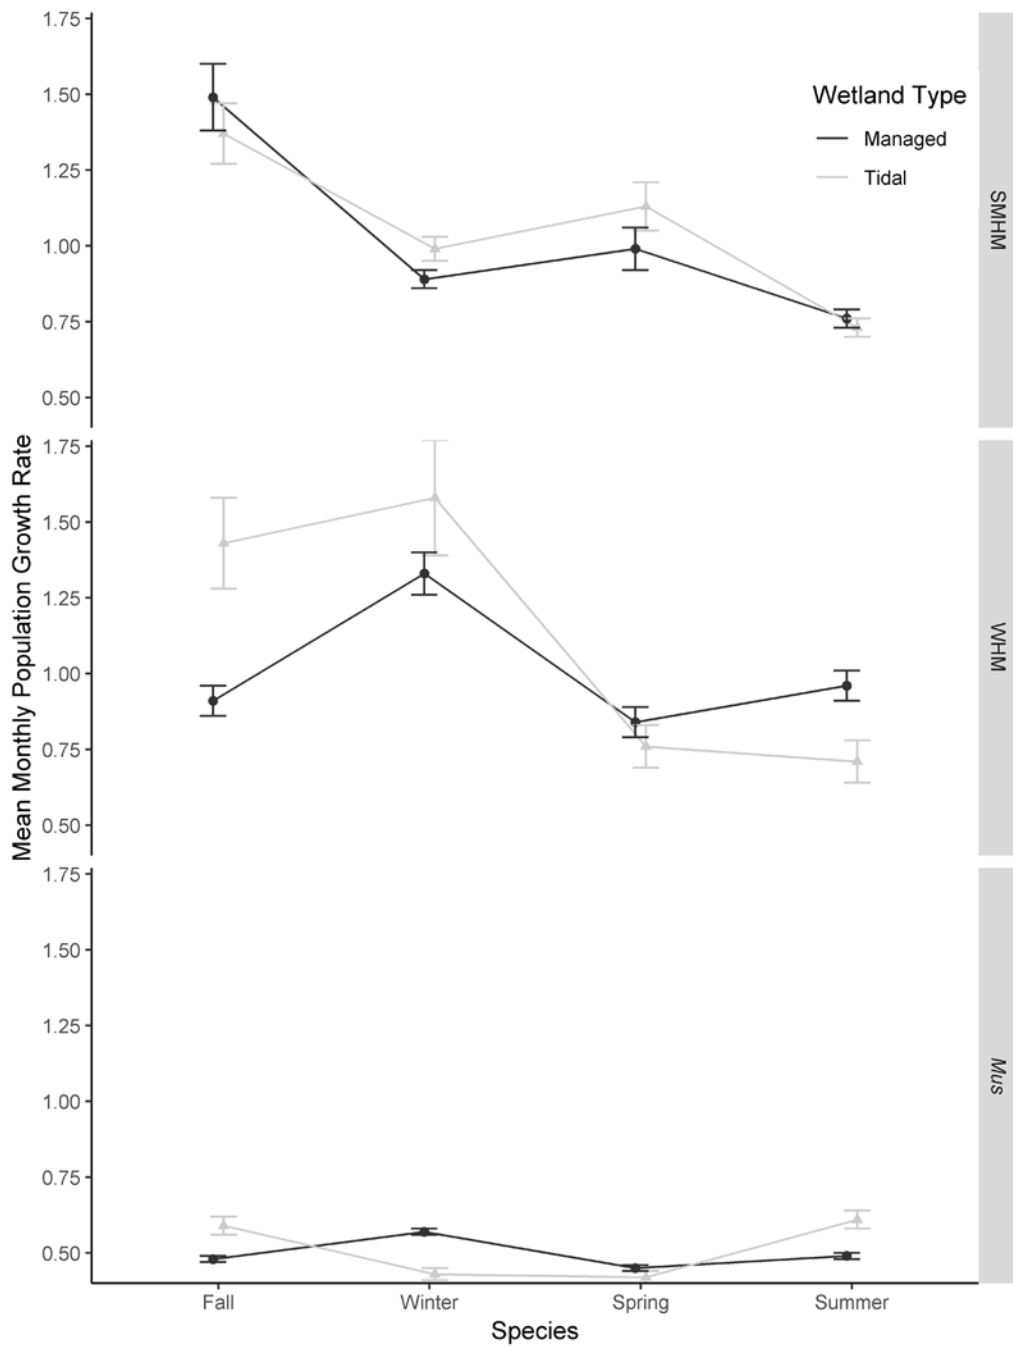 Mean Monthly Population Growth Rate
1.75
1.50
1.25
1.00
0.75
0.50
Wetland Type
Managed
Tidal
SMHM
1.75
1.50
1.25
1.00
0.75
0.50
WHM
1.75
1.50
1.25
1.00
0.75
0.50
Mus
Fall Winter Spring Summer
Species